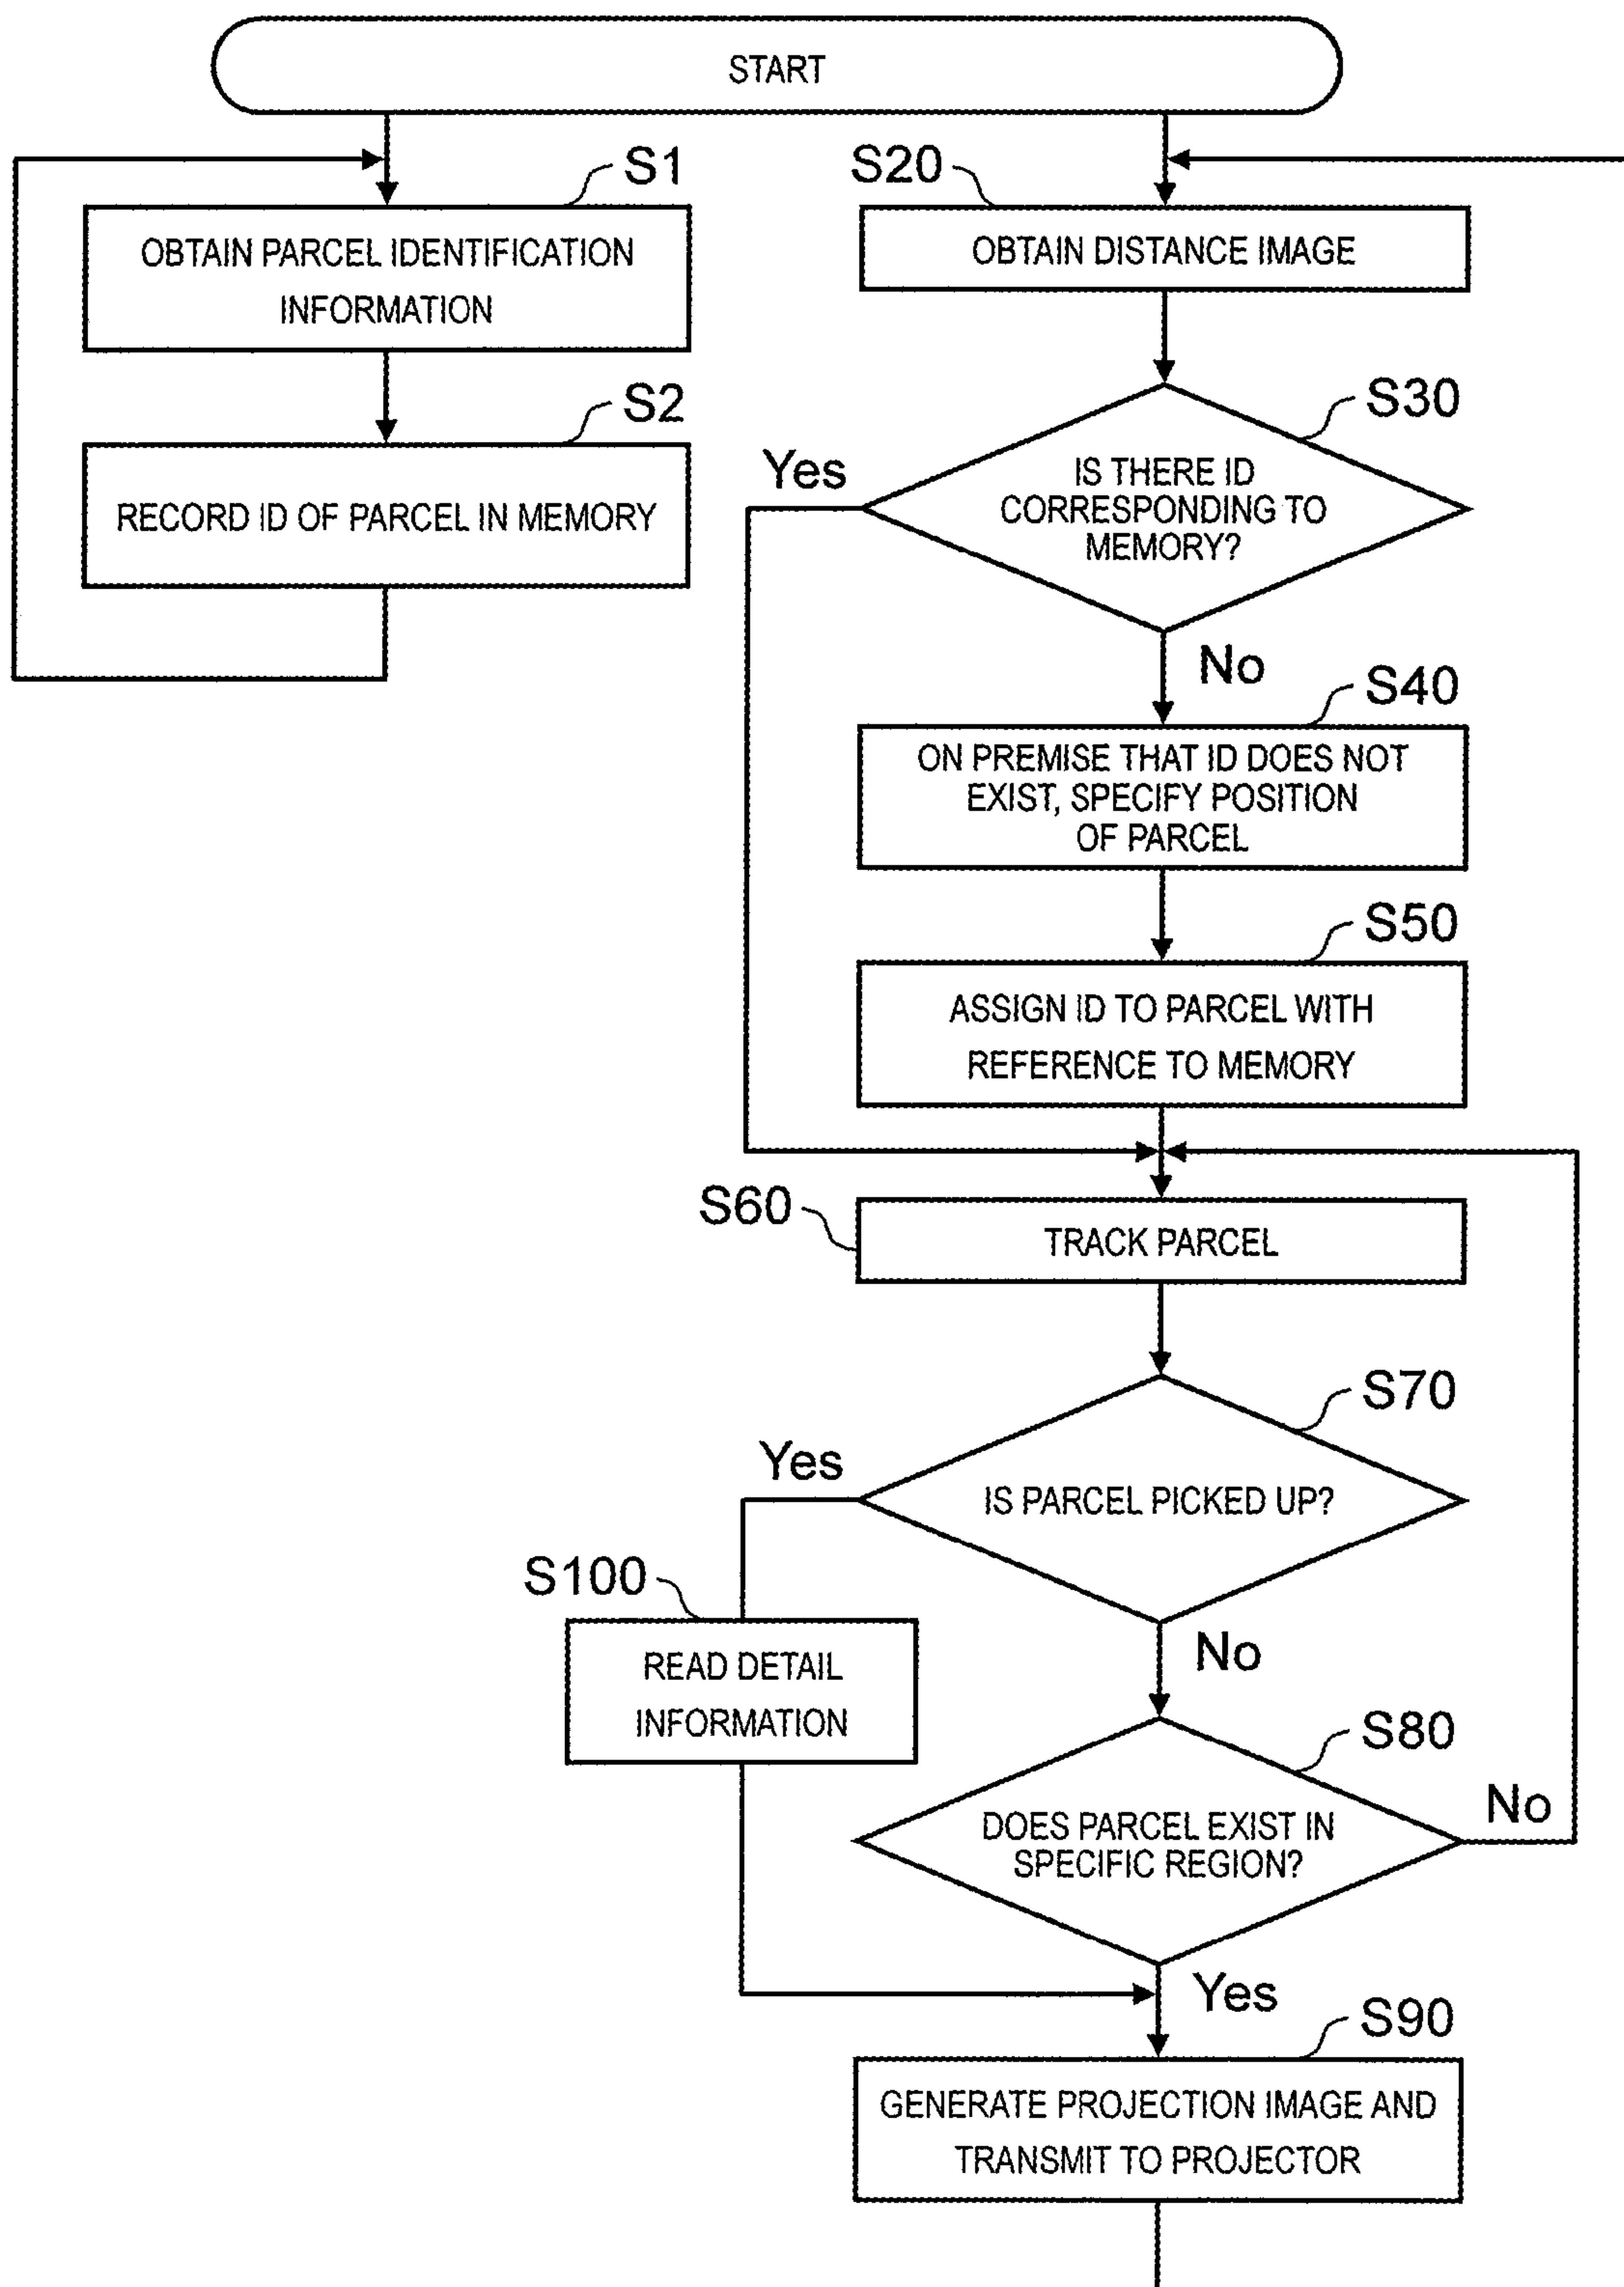 START
S1
OBTAIN PARCEL IDENTIFICATION
INFORMATION
S2
RECORD ID OF PARCEL IN MEMORY
S20
OBTAIN DISTANCE IMAGE
S30
IS THERE ID
CORRESPONDING TO
MEMORY?
Yes
No
S40
ON PREMISE THAT ID DOES NOT
EXIST, SPECIFY POSITION
OF PARCEL
S50
ASSIGN ID TO PARCEL WITH
REFERENCE TO MEMORY
S60
TRACK PARCEL
S70
IS PARCEL PICKED UP?
Yes
No
S100
READ DETAIL
INFORMATION
S80
DOES PARCEL EXIST IN
SPECIFIC REGION?
No
Yes
S90
GENERATE PROJECTION IMAGE AND
TRANSMIT TO PROJECTOR